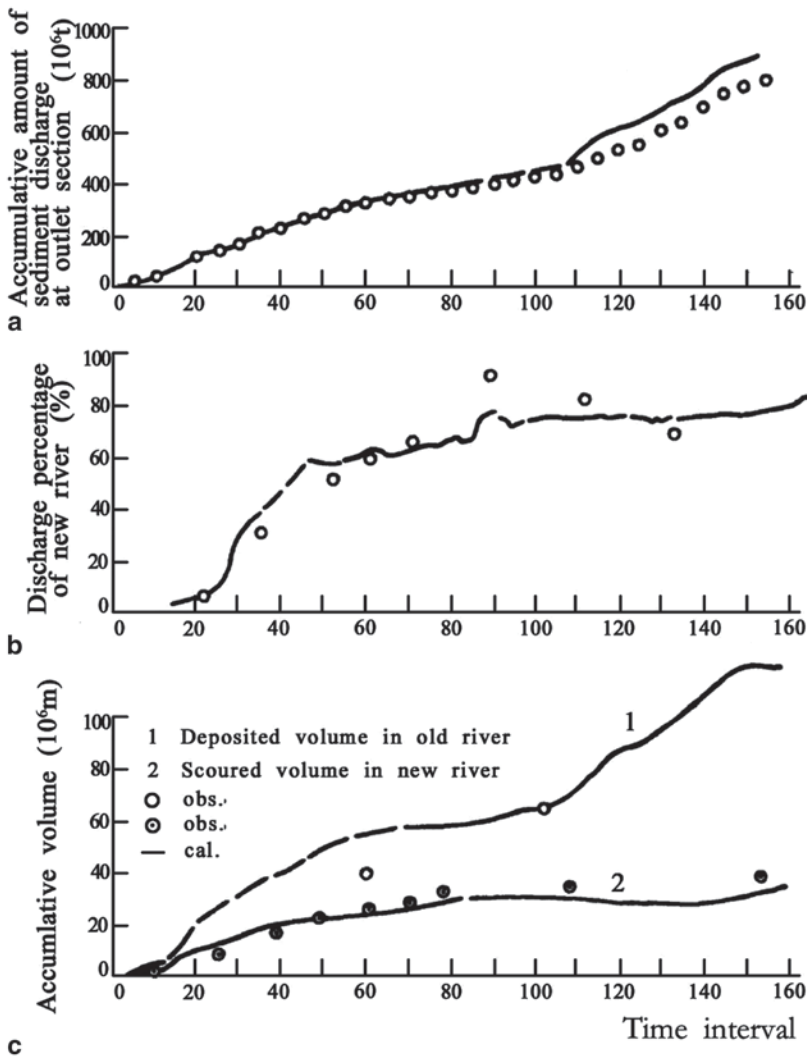 Accumulative amount of
sediment discharge
at outlet section (10⁶t)
1000
800
600
400
200
0
0 20 40 60 80 100 120 140 160
a
Discharge percentage
of new river (%)
100
80
60
40
20
0
0 20 40 60 80 100 120 140 160
b
Accumlative volume (10⁶m)
100
80
60
40
20
0
1 Deposited volume in old river
2 Scoured volume in new river
obs.
obs.
cal.
1
2
0 20 40 60 80 100 120 140 160
Time interval
c